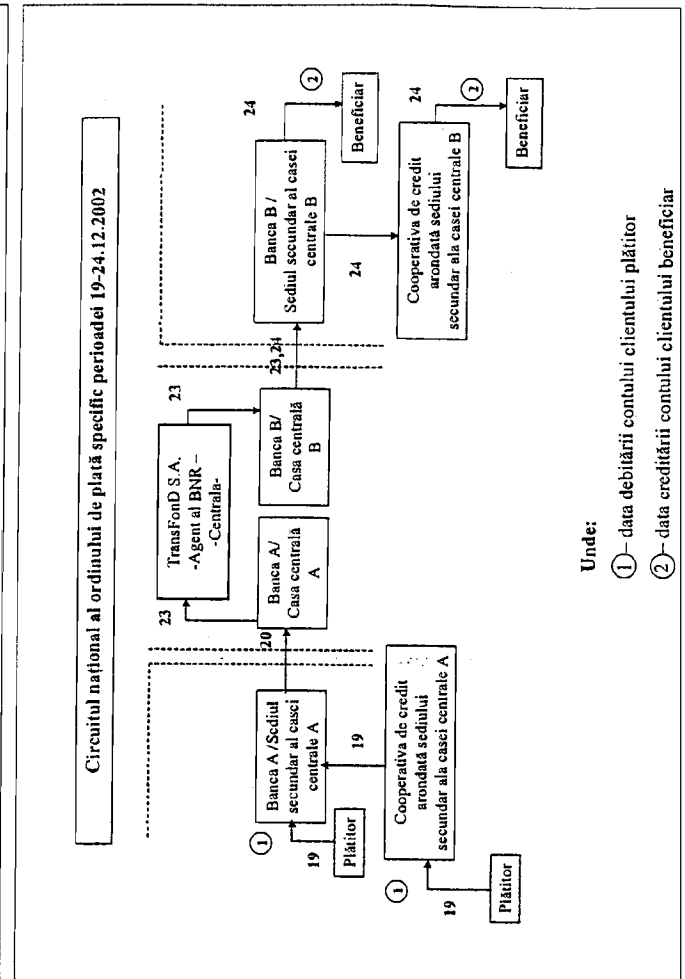 Circuitul național al ordinului de plată specific perioadei 19-24.12.2002
TransFonD S.A.
-Agent al BNR –
-Centrala-
23
23
Banca A/
Casa centrală
A
Banca B/
Casa centrală
B
20
23,24
Banca A /Sediul
secundar al casei
centrale A
1
19
Plătitor
19
Cooperativa de credit
arondată sediului
secundar ala casei centrale A
1
19
Plătitor
Banca B /
Sediul secundar al casei
centrale B
24
2
Beneficiar
24
Cooperativa de credit
arondată sediului
secundar ala casei centrale B
24
2
Beneficiar
Unde:
1 – data debitării contului clientului plătitor
2 – data creditării contului clientului beneficiar